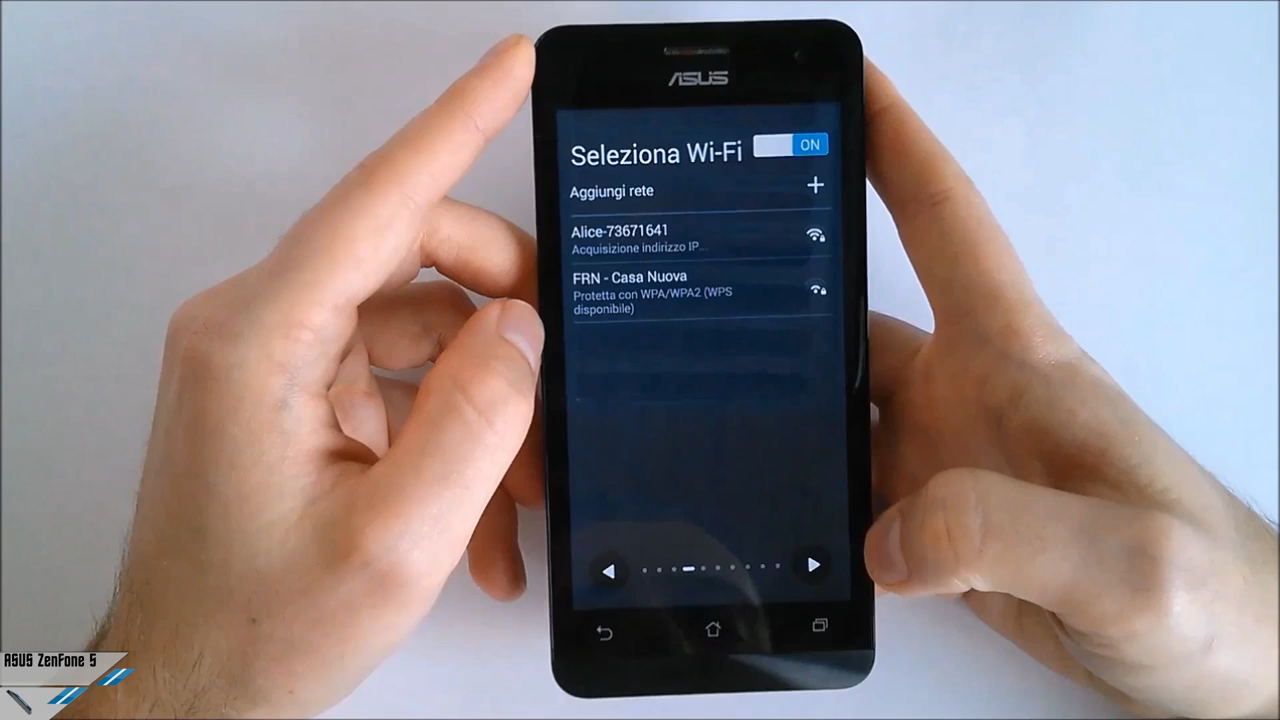 ASUS
Seleziona Wi-Fi
ON
Aggiungi rete
Alice-73671641
Acquisizione indirizzo IP...
FRN - Casa Nuova
Protetta con WPA/WPA2 (WPS
disponibile)
ASUS ZenFone 5